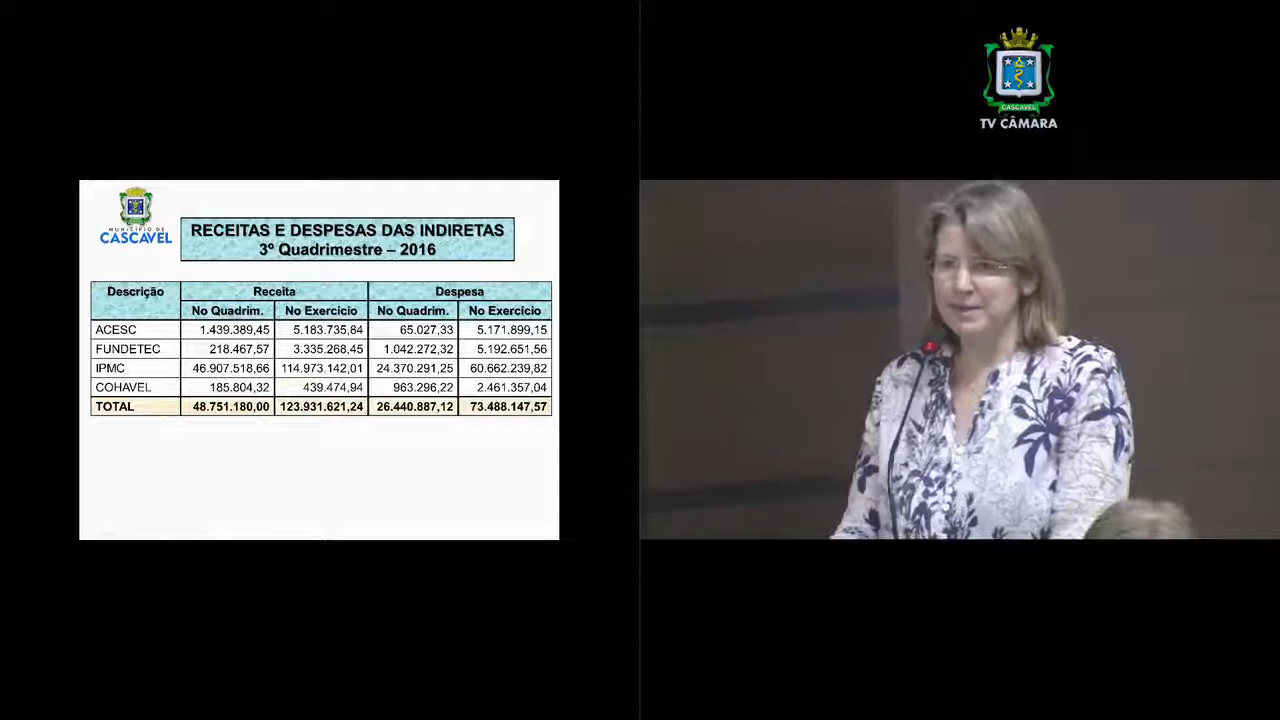 CASCAVEL
TV CÂMARA
MUNICÍPIO DE
CASCAVEL
RECEITAS E DESPESAS DAS INDIRETAS
3º Quadrimestre – 2016
Descrição Receita Despesa
No Quadrim. No Exercício No Quadrim. No Exercício
ACESC 1.439.389,45 5.183.735,84 65.027,33 5.171.899,15
FUNDETEC 218.467,57 3.335.268,45 1.042.272,32 5.192.651,56
IPMC 46.907.518,66 114.973.142,01 24.370.291,25 60.662.239,82
COHAVEL 185.804,32 439.474,94 963.296,22 2.461.357,04
TOTAL 48.751.180,00 123.931.621,24 26.440.887,12 73.488.147,57